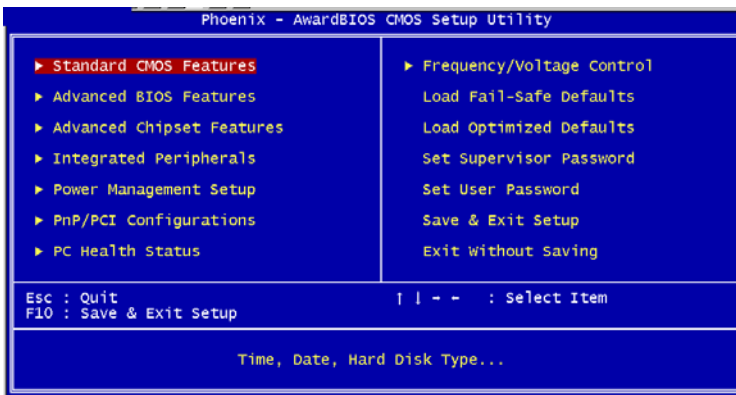 Phoenix - AwardBIOS CMOS Setup Utility
▶ Standard CMOS Features
▶ Advanced BIOS Features
▶ Advanced Chipset Features
▶ Integrated Peripherals
▶ Power Management Setup
▶ PnP/PCI Configurations
▶ PC Health Status
▶ Frequency/Voltage Control
Load Fail-Safe Defaults
Load Optimized Defaults
Set Supervisor Password
Set User Password
Save & Exit Setup
Exit Without Saving
Esc : Quit
F10 : Save & Exit Setup
↑ ↓ → ← : Select Item
Time, Date, Hard Disk Type...